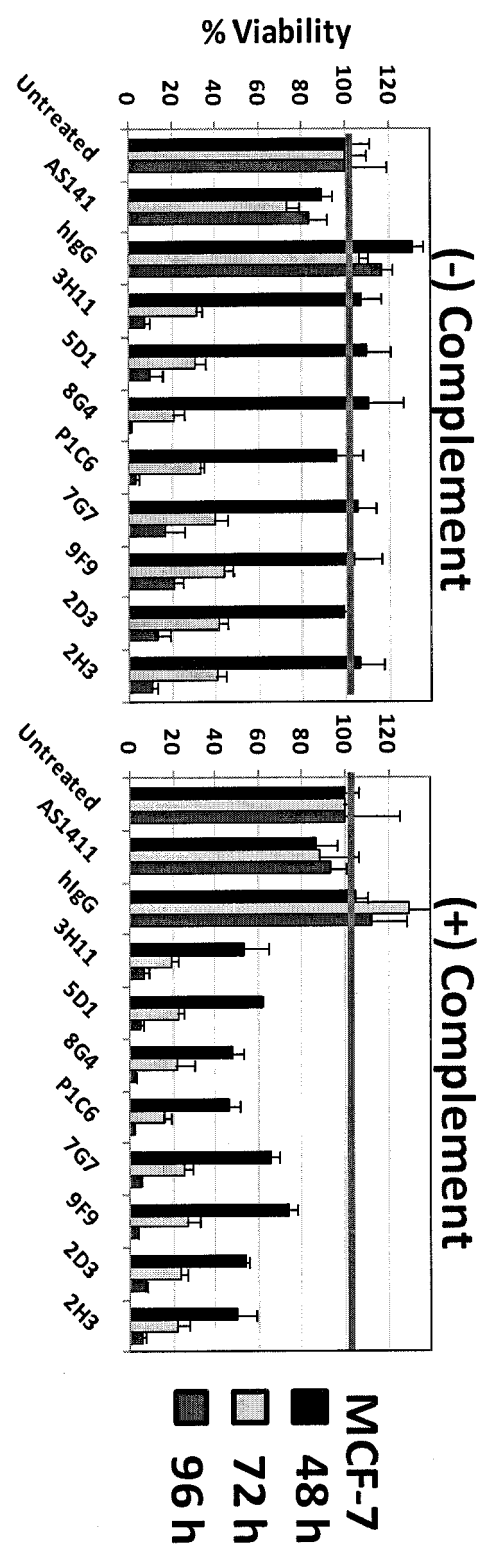 (-) Complement
% Viability
120
100
80
60
40
20
0
Untreated
AS141
hIgG
3H11
5D1
8G4
P1C6
7G7
9F9
2D3
2H3
(+) Complement
120
100
80
60
40
20
0
Untreated
AS1411
hIgG
3H11
5D1
8G4
P1C6
7G7
9F9
2D3
2H3
MCF-7
48 h
72 h
96 h